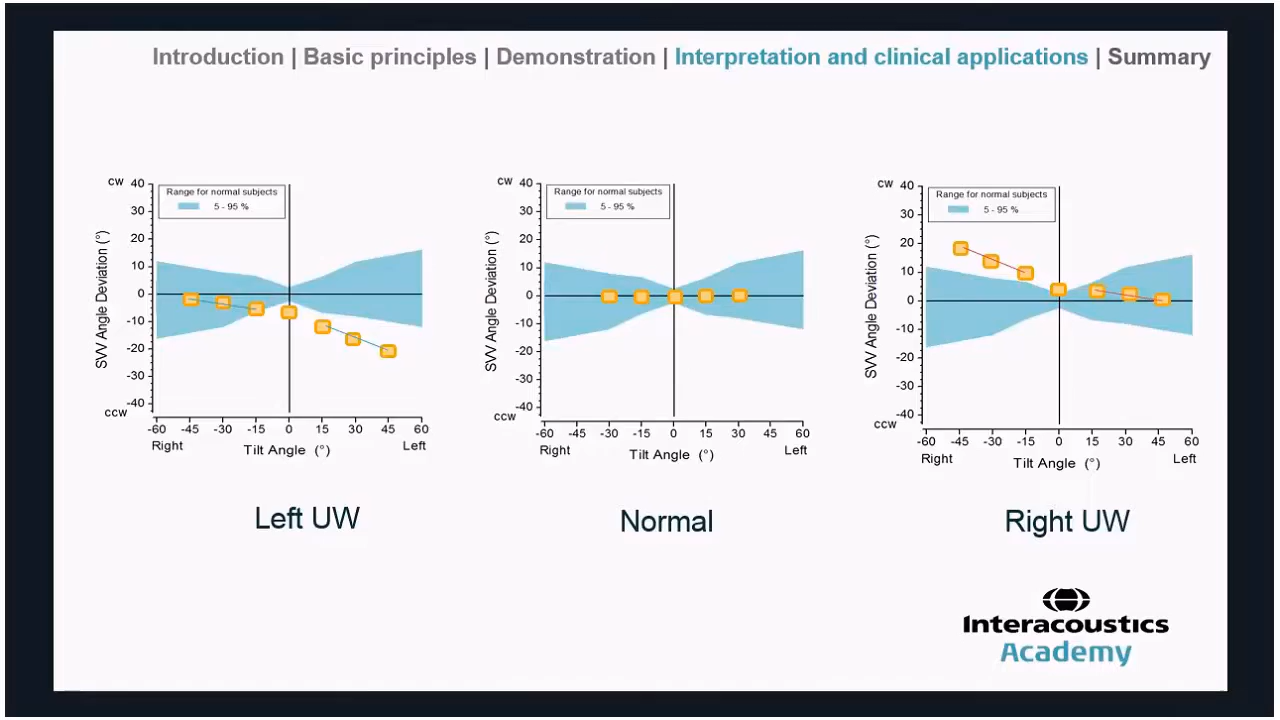 Introduction | Basic principles | Demonstration | Interpretation and clinical applications | Summary
cw
40
30
20
10
0
-10
-20
-30
-40
ccw
SVV Angle Deviation (°)
Range for normal subjects
5 - 95 %
-60 -45 -30 -15 0 15 30 45 60
Right Tilt Angle (°) Left
Left UW
cw
40
30
20
10
0
-10
-20
-30
-40
ccw
SVV Angle Deviation (°)
Range for normal subjects
5 - 95 %
-60 -45 -30 -15 0 15 30 45 60
Right Tilt Angle (°) Left
Normal
cw
40
30
20
10
0
-10
-20
-30
-40
ccw
SVV Angle Deviation (°)
Range for normal subjects
5 - 95 %
-60 -45 -30 -15 0 15 30 45 60
Right Tilt Angle (°) Left
Right UW
Interacoustics
Academy